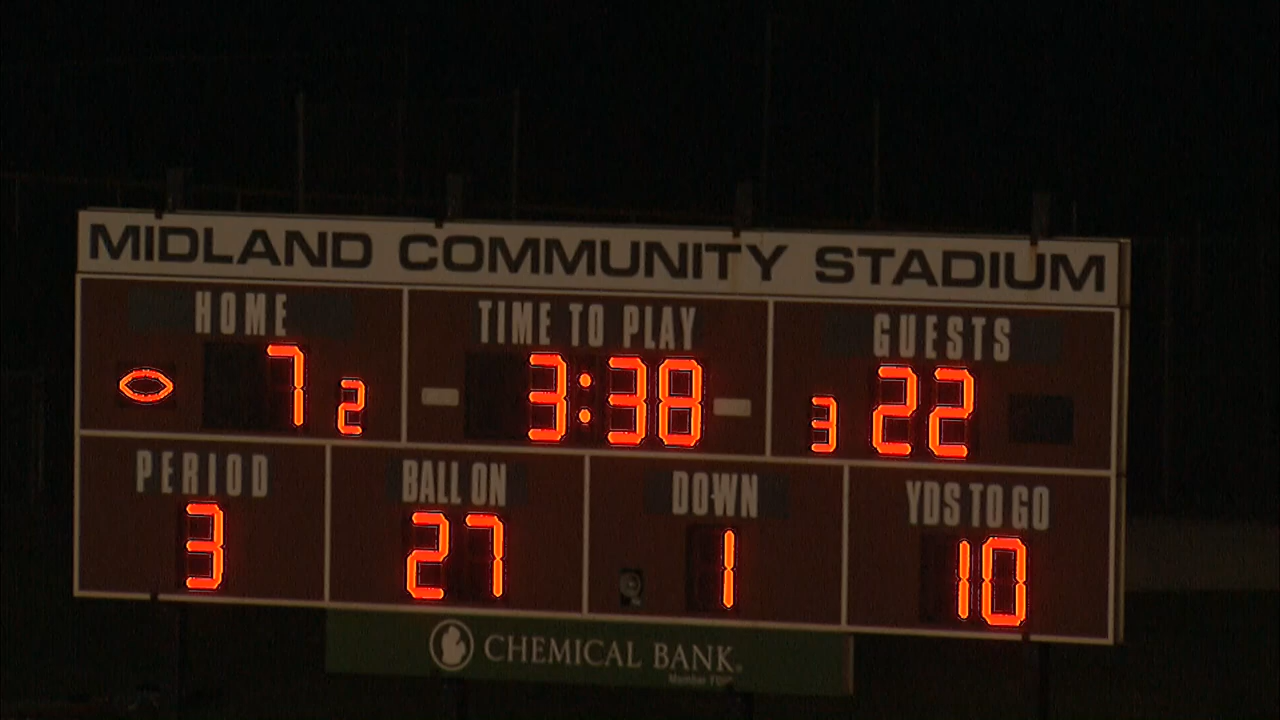 MIDLAND COMMUNITY STADIUM
HOME TIME TO PLAY GUESTS
7 2 3:38 3 22
PERIOD BALL ON DOWN YDS TO GO
3 27 1 10
CHEMICAL BANK.
Member